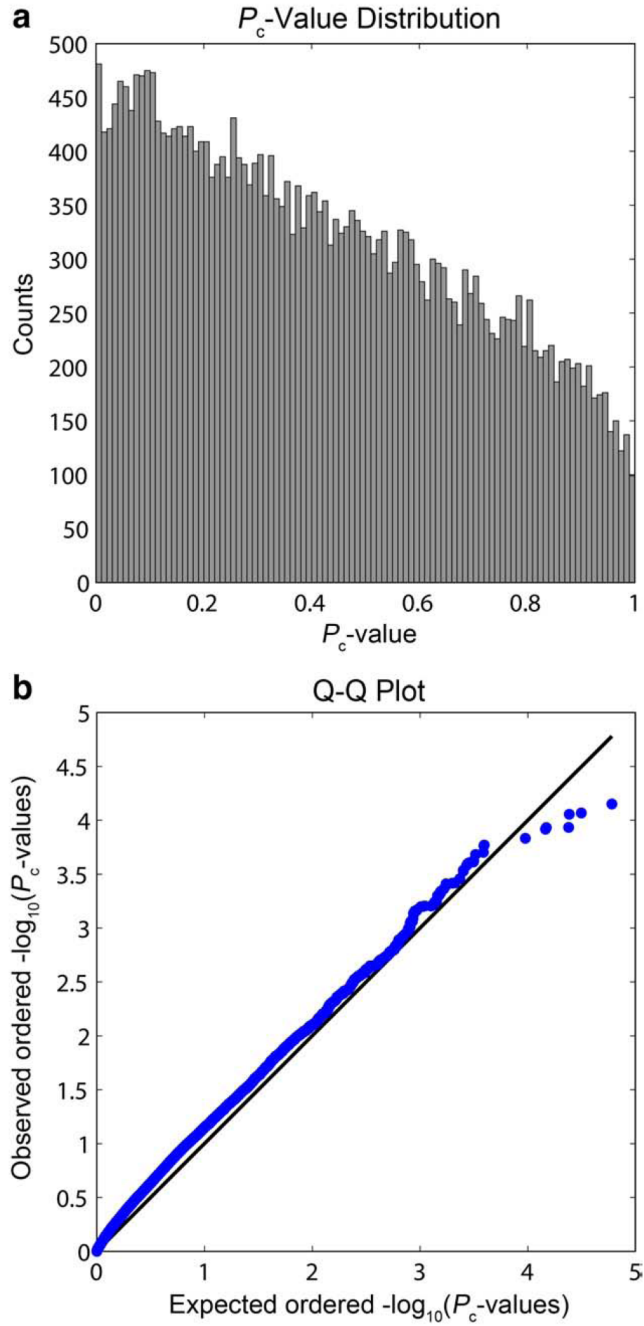 a
Pc-Value Distribution
500
450
400
350
300
250
200
150
100
50
0
Counts
0 0.2 0.4 0.6 0.8 1
Pc-value
b
Q-Q Plot
5
4.5
4
3.5
3
2.5
2
1.5
1
0.5
0
Observed ordered -log10(Pc-values)
0 1 2 3 4 5
Expected ordered -log10(Pc-values)